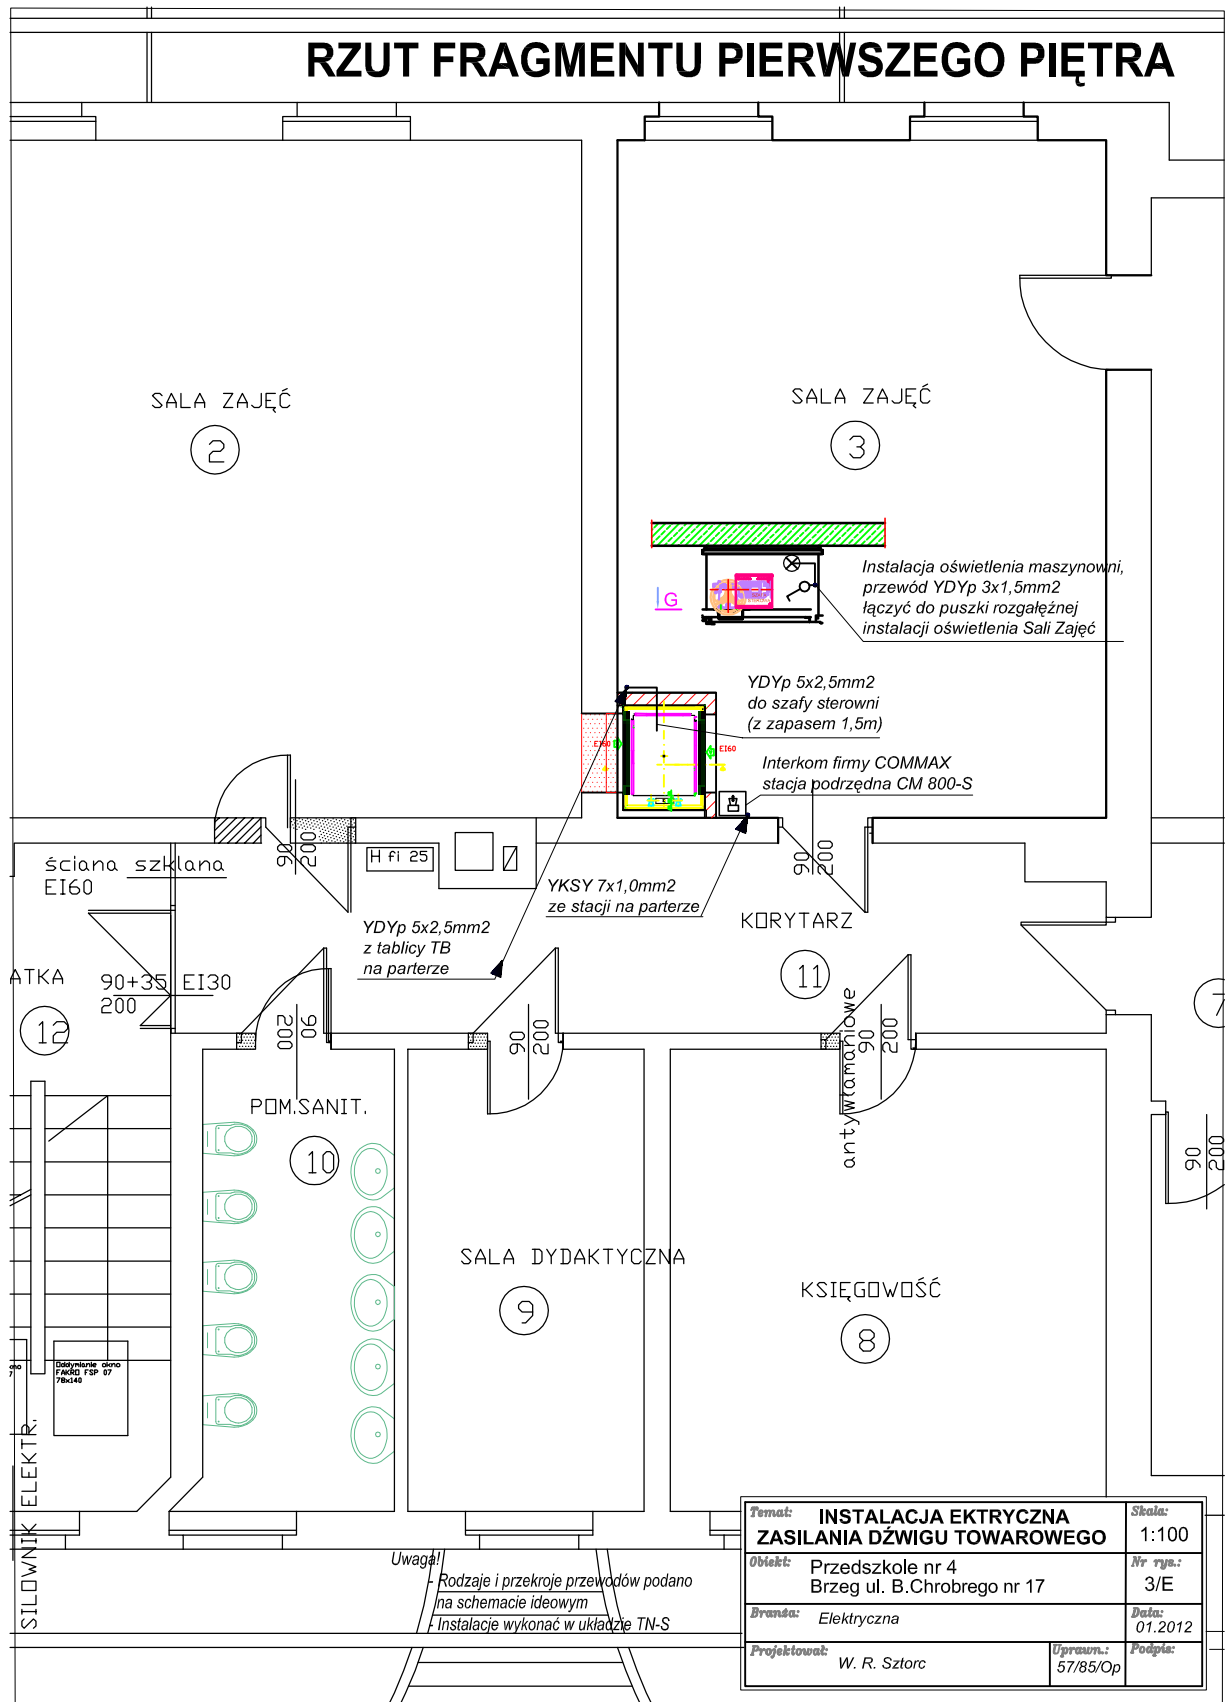 RZUT FRAGMENTU PIERWSZEGO PIĘTRA
SALA ZAJĘĆ
2
SALA ZAJĘĆ
3
Instalacja oświetlenia maszynowni,
przewód YDYp 3x1,5mm2
łączyć do puszki rozgałęźnej
instalacji oświetlenia Sali Zajęć
G
YDYp 5x2,5mm2
do szafy sterowni
(z zapasem 1,5m)
EI60
EI60
Interkom firmy COMMAX
stacja podrzędna CM 800-S
90
200
90
200
H fi 25
ściana szklana
EI60
YKSY 7x1,0mm2
ze stacji na parterze
YDYp 5x2,5mm2
z tablicy TB
na parterze
KORYTARZ
11
ATKA
12
90+35 EI30
200
7
90
200
90
200
antywłamaniowe
90
200
90
200
POM.SANIT.
10
SALA DYDAKTYCZNA
9
KSIĘGOWOŚĆ
8
Oddymianie okno
FAKRO FSP 07
78x140
SILOWNIK ELEKTR.
Uwaga!
- Rodzaje i przekroje przewodów podano
na schemacie ideowym
- Instalacje wykonać w układzie TN-S
Temat: INSTALACJA EKTRYCZNA
ZASILANIA DŹWIGU TOWAROWEGO
Skala:
1:100
Obiekt: Przedszkole nr 4
Brzeg ul. B.Chrobrego nr 17
Nr rys.:
3/E
Branża: Elektryczna
Data:
01.2012
Projektował: W. R. Sztorc
Uprawn.:
57/85/Op
Podpis: